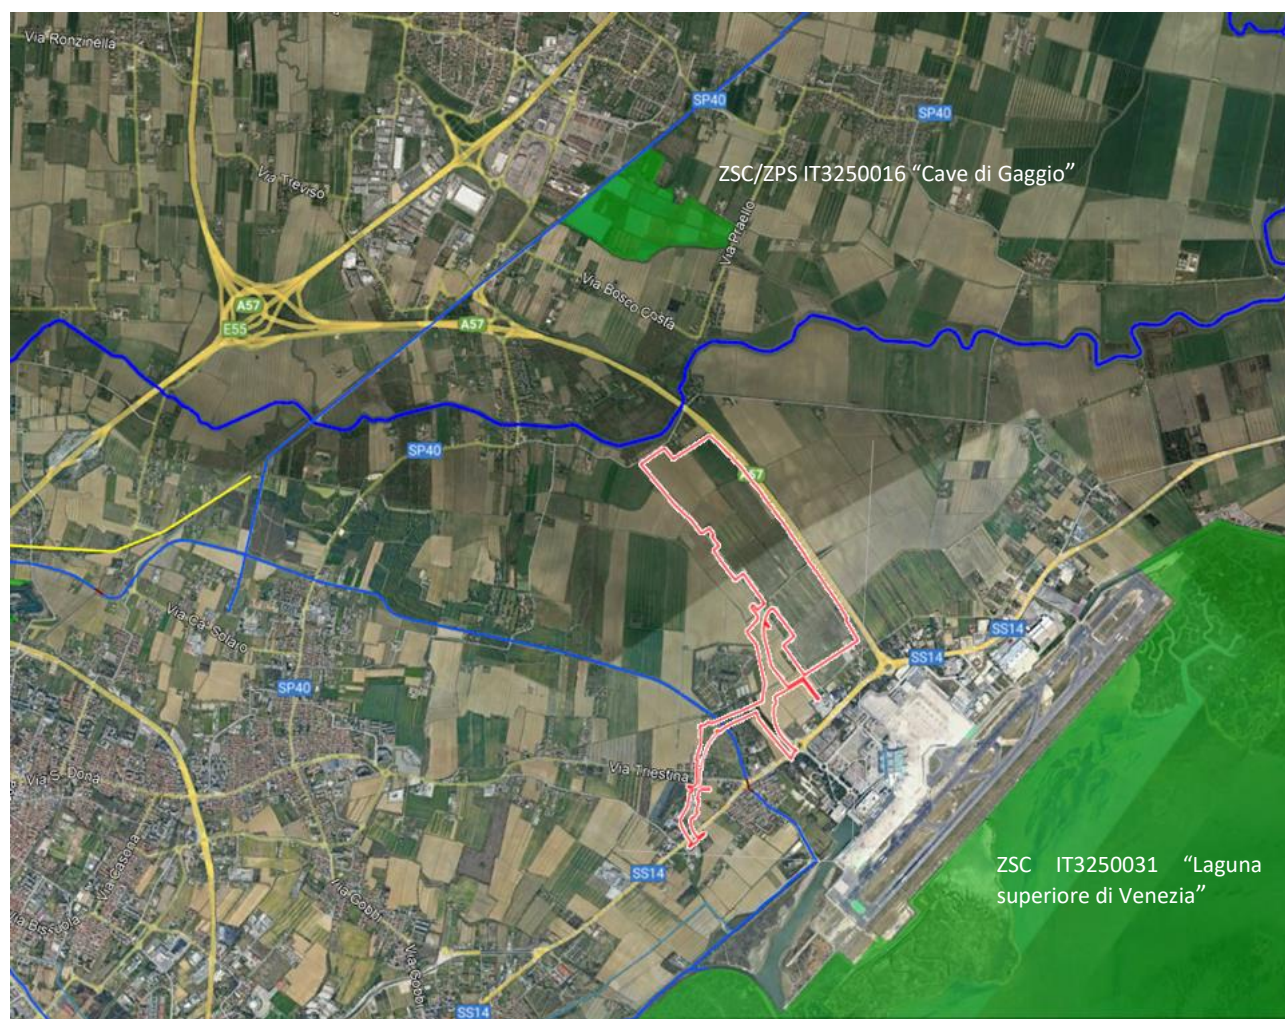 Via Ronzinella
SP40
SP40
ZSC/ZPS IT3250016 “Cave di Gaggio”
Via Treviso
Via Praello
Via Bosco Costa
A57
E55
A57
SP40
A57
Via Ca' Solaro
SS14
SS14
SP40
Via Triestina
Via S. Donà
Via Casona
Via Bissuola
Via Gobbi
Via Gobbi
SS14
ZSC IT3250031 “Laguna
superiore di Venezia”
SS14